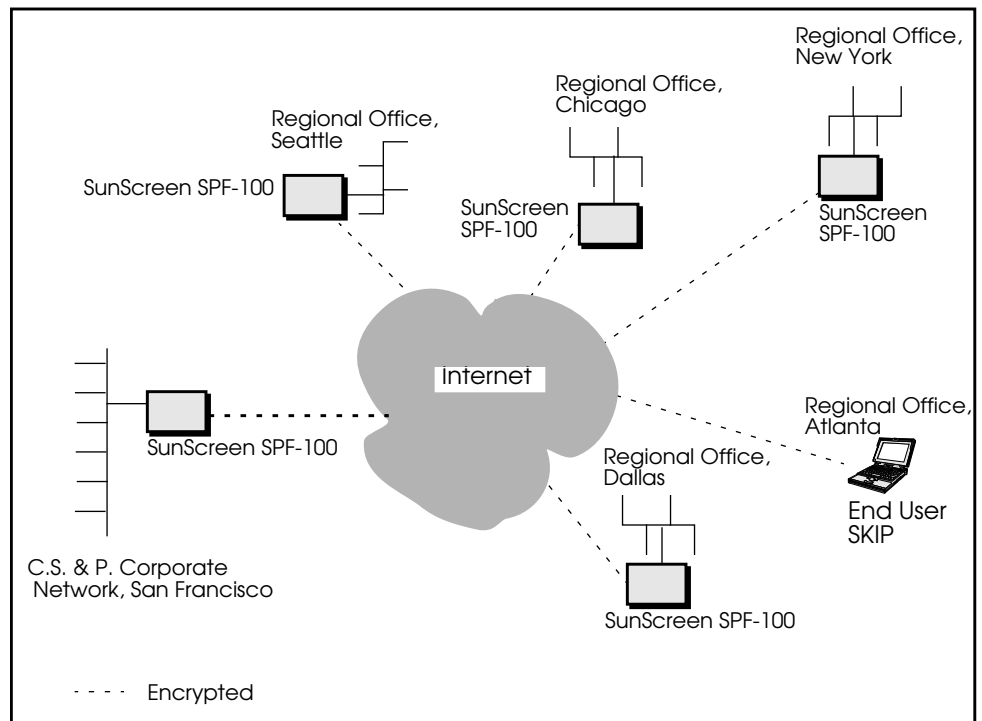 Regional Office,
New York
SunScreen
SPF-100
Regional Office,
Chicago
SunScreen
SPF-100
Regional Office,
Seattle
SunScreen SPF-100
Internet
SunScreen SPF-100
C.S. & P. Corporate
Network, San Francisco
Regional Office,
Atlanta
End User
SKIP
Regional Office,
Dallas
SunScreen SPF-100
Encrypted